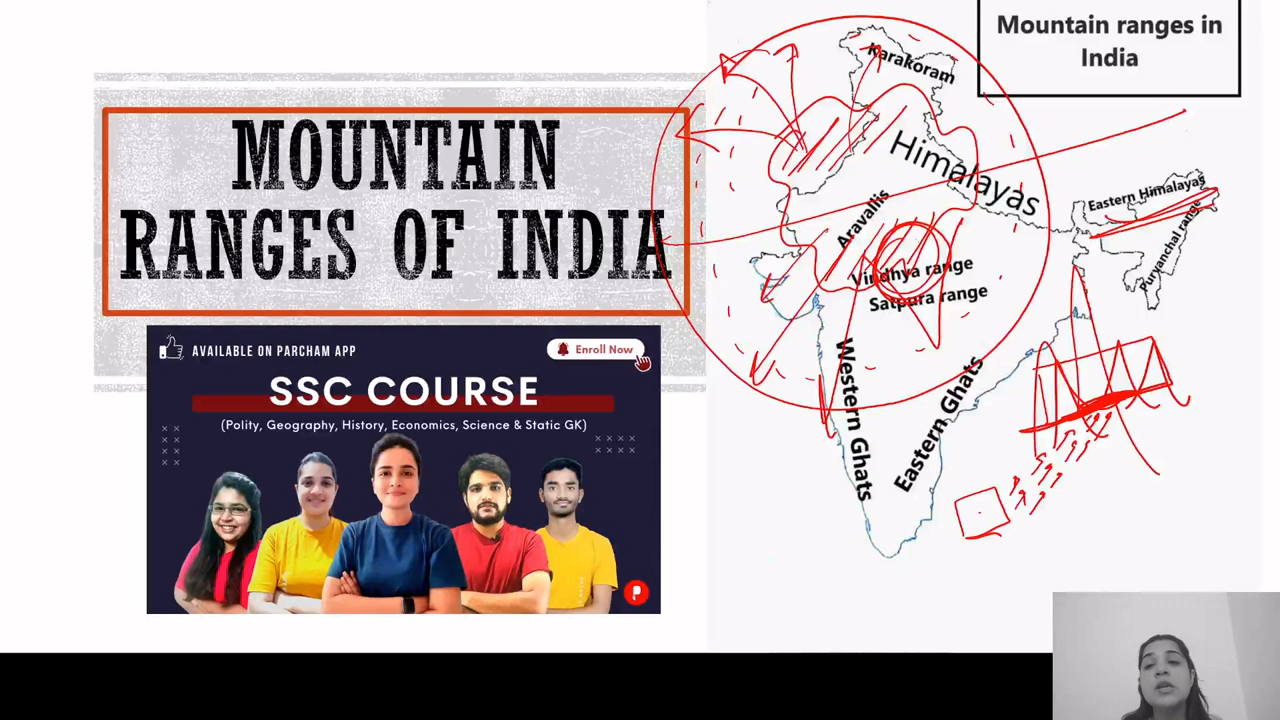 MOUNTAIN
RANGES OF INDIA
AVAILABLE ON PARCHAM APP
Enroll Now
SSC COURSE
(Polity, Geography, History, Economics, Science & Static GK)
P
Mountain ranges in
India
Karakoram
Himalayas
Eastern Himalayas
Puryanchal range
Aravallis
Vindhya range
Satpura range
Western Ghats
Eastern Ghats